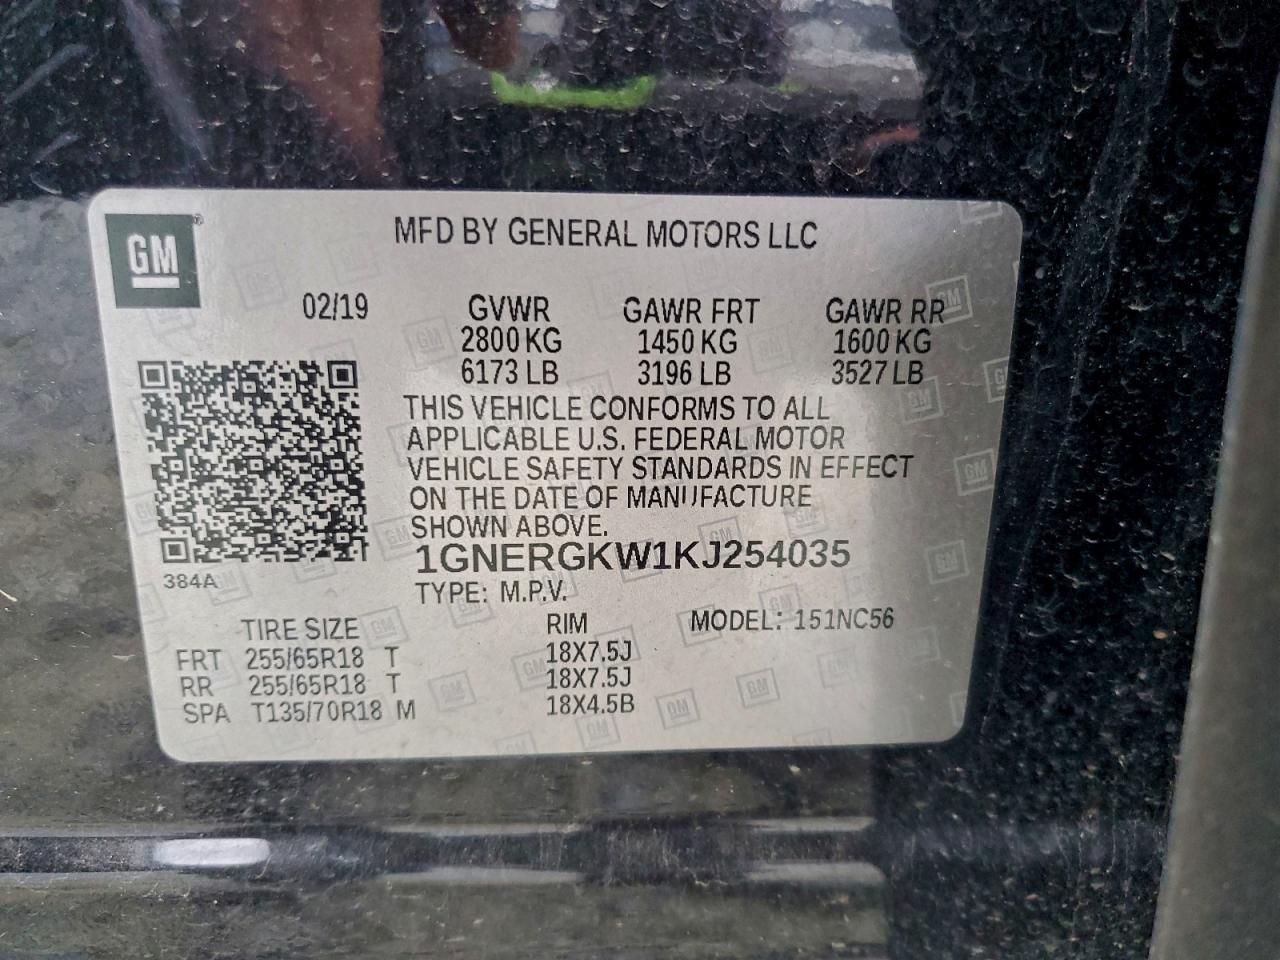 GM
MFD BY GENERAL MOTORS LLC
02/19 GVWR GAWR FRT GAWR RR
2800 KG 1450 KG 1600 KG
6173 LB 3196 LB 3527 LB
THIS VEHICLE CONFORMS TO ALL
APPLICABLE U.S. FEDERAL MOTOR
VEHICLE SAFETY STANDARDS IN EFFECT
ON THE DATE OF MANUFACTURE
SHOWN ABOVE.
1GNERGKW1KJ254035
384A
TYPE: M.P.V.
TIRE SIZE RIM MODEL: 151NC56
FRT 255/65R18 T 18X7.5J
RR 255/65R18 T 18X7.5J
SPA T135/70R18 M 18X4.5B